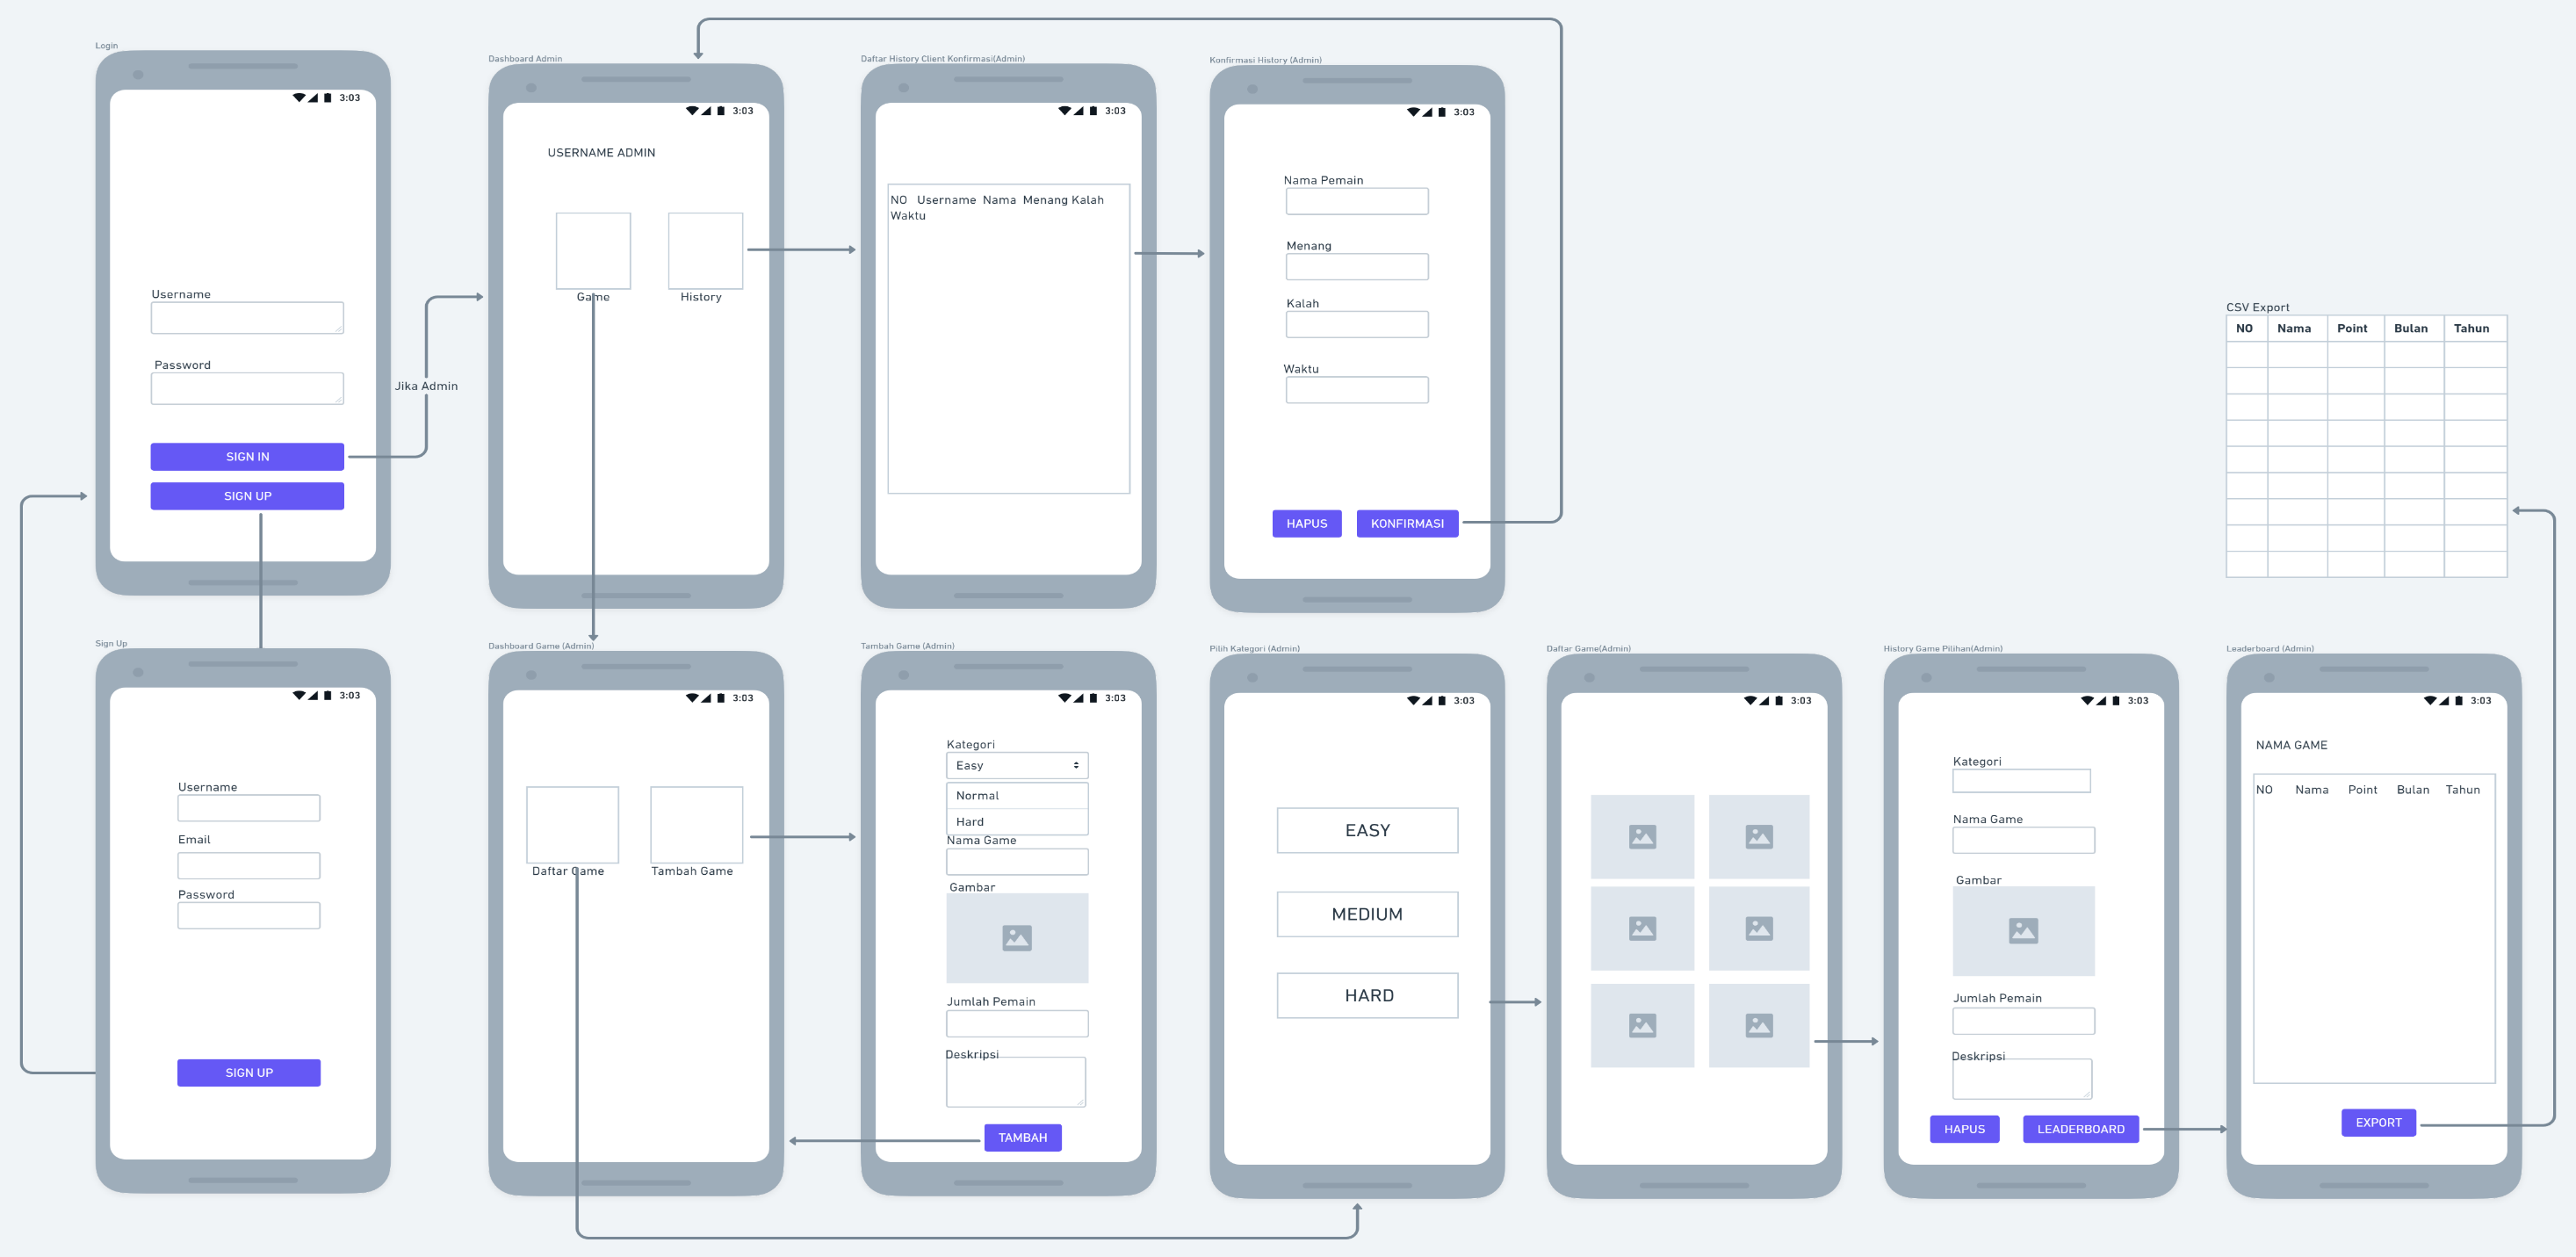 Login
3:03
Username
Password
SIGN IN
SIGN UP
Jika Admin
Dashboard Admin
3:03
USERNAME ADMIN
Game
History
Daftar History Client Konfirmasi(Admin)
3:03
NO Username Nama Menang Kalah
Waktu
Konfirmasi History (Admin)
3:03
Nama Pemain
Menang
Kalah
Waktu
HAPUS
KONFIRMASI
CSV Export
NO Nama Point Bulan Tahun
Sign Up
3:03
Username
Email
Password
SIGN UP
Dashboard Game (Admin)
3:03
Daftar Game
Tambah Game
Tambah Game (Admin)
3:03
Kategori
Easy
Normal
Hard
Nama Game
Gambar
Jumlah Pemain
Deskripsi
TAMBAH
Pilih Kategori (Admin)
3:03
EASY
MEDIUM
HARD
Daftar Game(Admin)
3:03
History Game Pilihan(Admin)
3:03
Kategori
Nama Game
Gambar
Jumlah Pemain
Deskripsi
HAPUS
LEADERBOARD
Leaderboard (Admin)
3:03
NAMA GAME
NO Nama Point Bulan Tahun
EXPORT